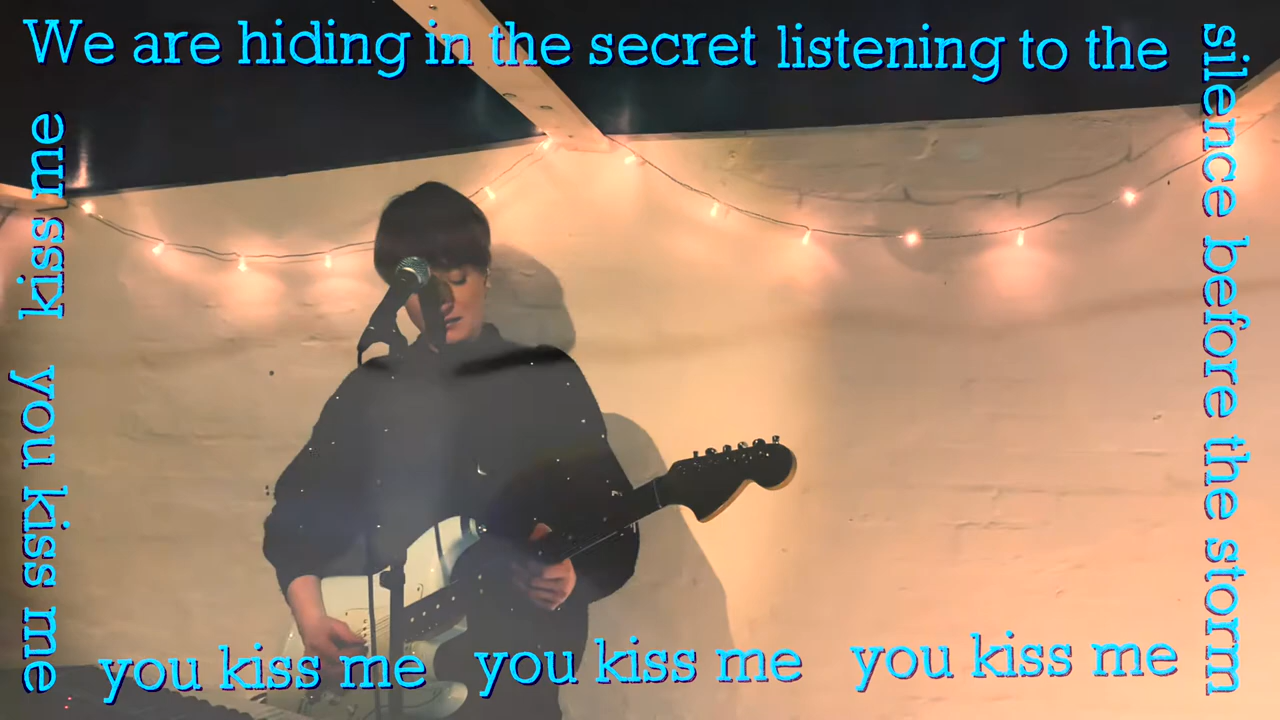 We are hiding in the secret listening to the
silence before the storm
you kiss me you kiss me you kiss me
you kiss me kiss me